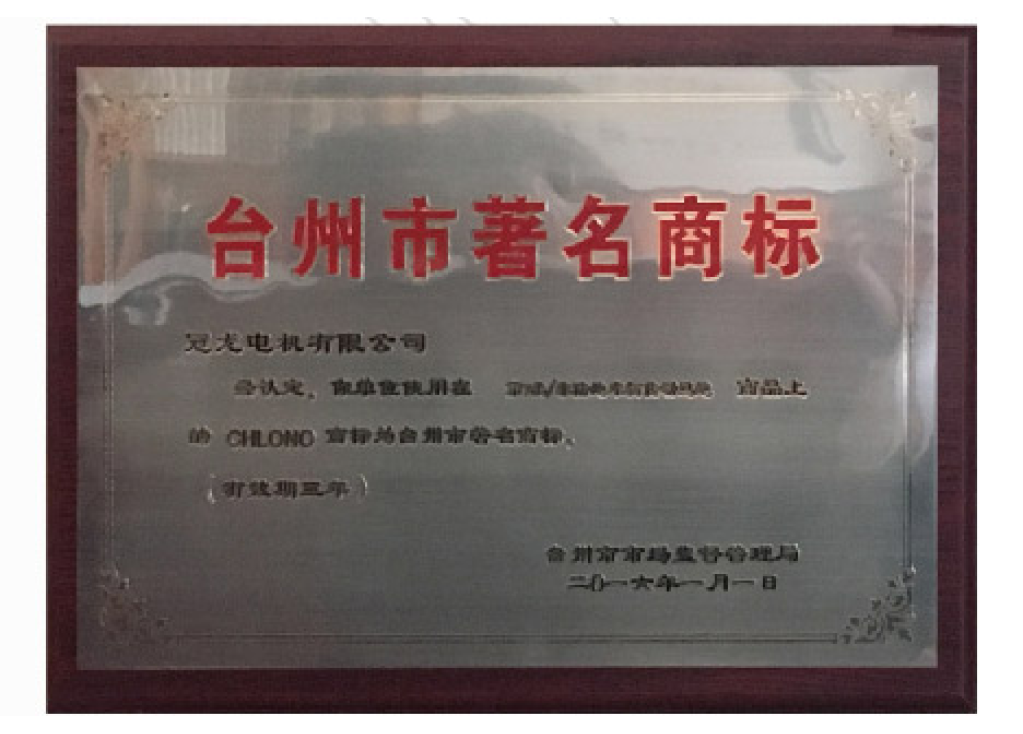 台州市著名商标
冠龙电机有限公司
经认定，你单位使用在 商品上
的 CHLONG 商标为台州市著名商标。
（有效期三年）
台州市市场监督管理局
二〇一六年一月一日